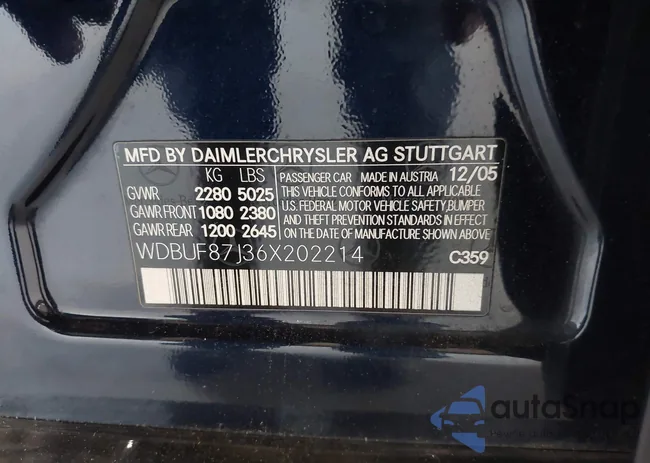 MFD BY DAIMLERCHRYSLER AG STUTTGART
KG LBS
GVWR 2280 5025
GAWR FRONT 1080 2380
GAWR REAR 1200 2645
PASSENGER CAR MADE IN AUSTRIA 12/05
THIS VEHICLE CONFORMS TO ALL APPLICABLE
U.S. FEDERAL MOTOR VEHICLE SAFETY, BUMPER
AND THEFT PREVENTION STANDARDS IN EFFECT
ON THE DATE OF MANUFACTURE SHOWN ABOVE
WDBUF87J36X202214
C359
autoSnap